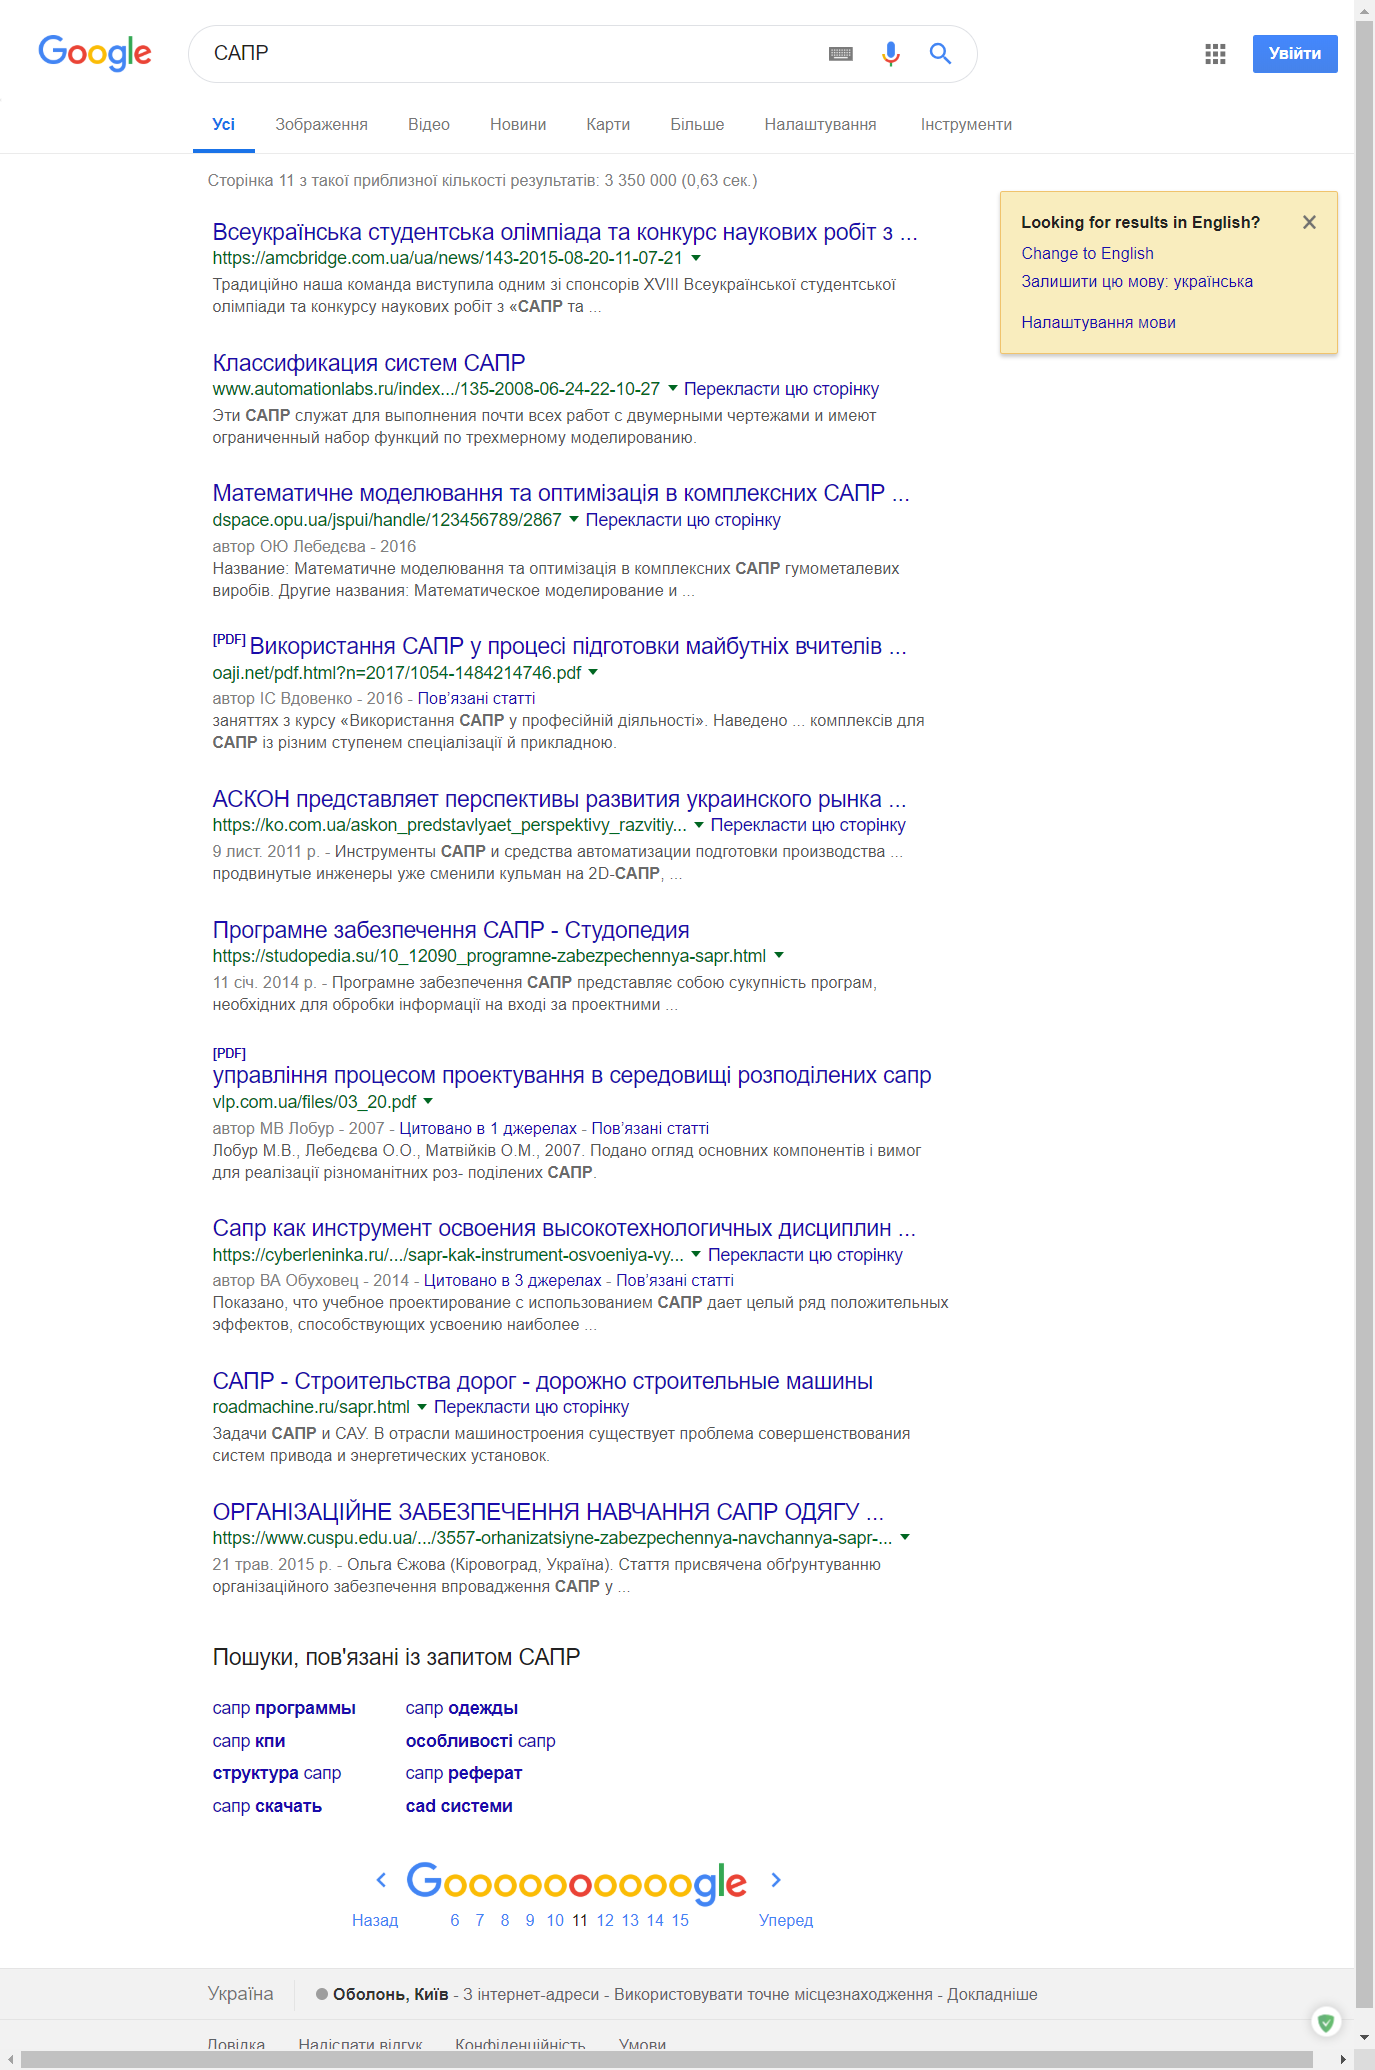 Google
САПР
Увійти
Усі Зображення Відео Новини Карти Більше Налаштування Інструменти
Сторінка 11 з такої приблизної кількості результатів: 3 350 000 (0,63 сек.)
Looking for results in English?
Change to English
Залишити цю мову: українська
Налаштування мови
Всеукраїнська студентська олімпіада та конкурс наукових робіт з ...
https://amcbridge.com.ua/ua/news/143-2015-08-20-11-07-21
Традиційно наша команда виступила одним зі спонсорів XVIII Всеукраїнської студентської
олімпіади та конкурсу наукових робіт з «САПР та ...
Классификация систем САПР
www.automationlabs.ru/index.../135-2008-06-24-22-10-27 Перекласти цю сторінку
Эти САПР служат для выполнения почти всех работ с двумерными чертежами и имеют
ограниченный набор функций по трехмерному моделированию.
Математичне моделювання та оптимізація в комплексних САПР ...
dspace.opu.ua/jspui/handle/123456789/2867 Перекласти цю сторінку
автор ОЮ Лебедєва - 2016
Название: Математичне моделювання та оптимізація в комплексних САПР гумометалевих
виробів. Другие названия: Математическое моделирование и ...
[PDF] Використання САПР у процесі підготовки майбутніх вчителів ...
oaji.net/pdf.html?n=2017/1054-1484214746.pdf
автор ІС Вдовенко - 2016 - Пов'язані статті
заняттях з курсу «Використання САПР у професійній діяльності». Наведено ... комплексів для
САПР із різним ступенем спеціалізації й прикладною.
АСКОН представляет перспективы развития украинского рынка ...
https://ko.com.ua/askon_predstavlyaet_perspektivy_razvitiy... Перекласти цю сторінку
9 лист. 2011 р. - Инструменты САПР и средства автоматизации подготовки производства ...
продвинутые инженеры уже сменили кульман на 2D-САПР, ...
Програмне забезпечення САПР - Студопедия
https://studopedia.su/10_12090_programne-zabezpechennya-sapr.html
11 січ. 2014 р. - Програмне забезпечення САПР представляє собою сукупність програм,
необхідних для обробки інформації на вході за проектними ...
[PDF]
управління процесом проектування в середовищі розподілених сапр
vlp.com.ua/files/03_20.pdf
автор МВ Лобур - 2007 - Цитовано в 1 джерелах - Пов'язані статті
Лобур М.В., Лебедєва О.О., Матвійків О.М., 2007. Подано огляд основних компонентів і вимог
для реалізації різноманітних роз- поділених САПР.
Сапр как инструмент освоения высокотехнологичных дисциплин ...
https://cyberleninka.ru/.../sapr-kak-instrument-osvoeniya-vy... Перекласти цю сторінку
автор ВА Обуховец - 2014 - Цитовано в 3 джерелах - Пов'язані статті
Показано, что учебное проектирование с использованием САПР дает целый ряд положительных
эффектов, способствующих усвоению наиболее ...
САПР - Строительства дорог - дорожно строительные машины
roadmachine.ru/sapr.html Перекласти цю сторінку
Задачи САПР и САУ. В отрасли машиностроения существует проблема совершенствования
систем привода и энергетических установок.
ОРГАНІЗАЦІЙНЕ ЗАБЕЗПЕЧЕННЯ НАВЧАННЯ САПР ОДЯГУ ...
https://www.cuspu.edu.ua/.../3557-orhanizatsiyne-zabezpechennya-navchannya-sapr-...
21 трав. 2015 р. - Ольга Єжова (Кіровоград, Україна). Стаття присвячена обґрунтуванню
організаційного забезпечення впровадження САПР у ...
Пошуки, пов'язані із запитом САПР
сапр программы сапр одежды
сапр кпи особливості сапр
структура сапр сапр реферат
сапр скачать cad системи
Goooooooooogle
Назад 6 7 8 9 10 11 12 13 14 15 Уперед
Україна Оболонь, Київ - З інтернет-адреси - Використовувати точне місцезнаходження - Докладніше
Довідка Надіслати відгук Конфіденційність Умови